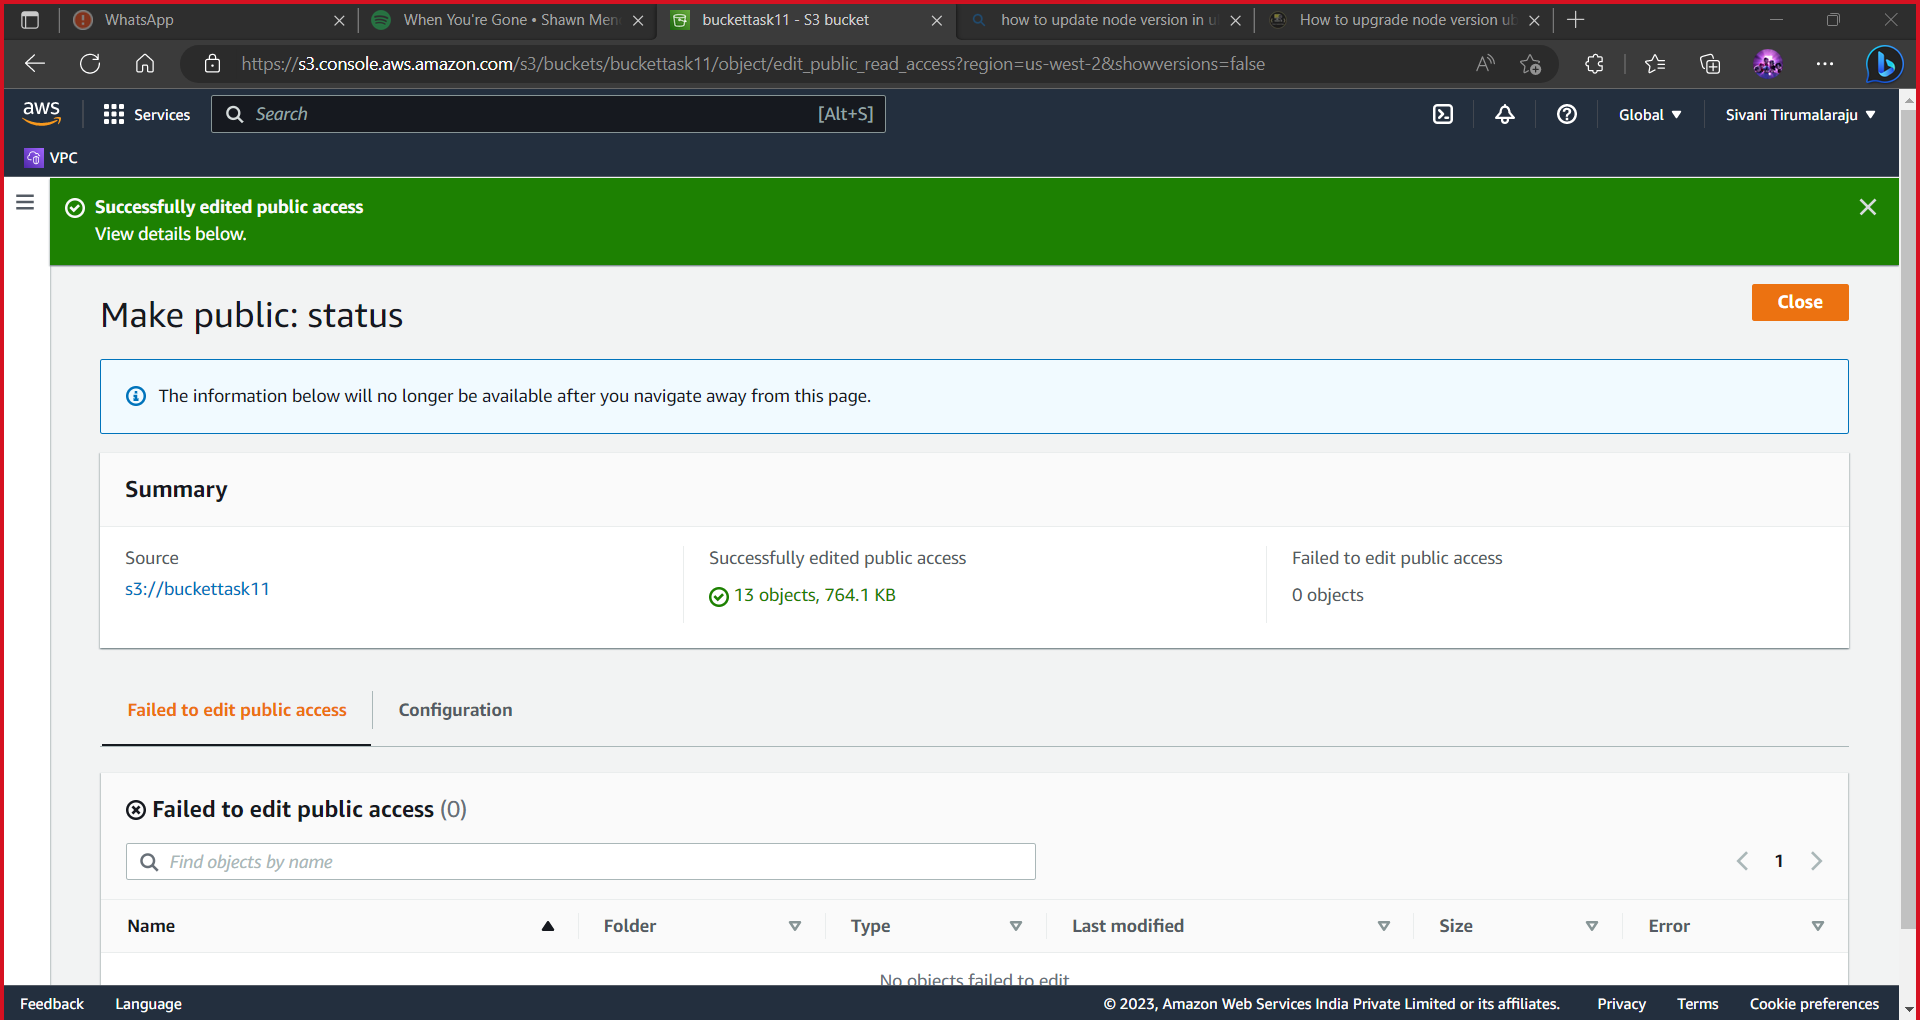 WhatsApp
When You're Gone • Shawn Men
buckettask11 - S3 bucket
how to update node version in u
How to upgrade node version ub
https://s3.console.aws.amazon.com/s3/buckets/buckettask11/object/edit_public_read_access?region=us-west-2&showversions=false
aws
Services
Search
[Alt+S]
Global
Sivani Tirumalaraju
VPC
Successfully edited public access
View details below.
Make public: status
Close
The information below will no longer be available after you navigate away from this page.
Summary
Source
Successfully edited public access
Failed to edit public access
s3://buckettask11
13 objects, 764.1 KB
0 objects
Failed to edit public access
Configuration
Failed to edit public access (0)
Find objects by name
1
Name
Folder
Type
Last modified
Size
Error
No objects failed to edit
Feedback
Language
© 2023, Amazon Web Services India Private Limited or its affiliates.
Privacy
Terms
Cookie preferences